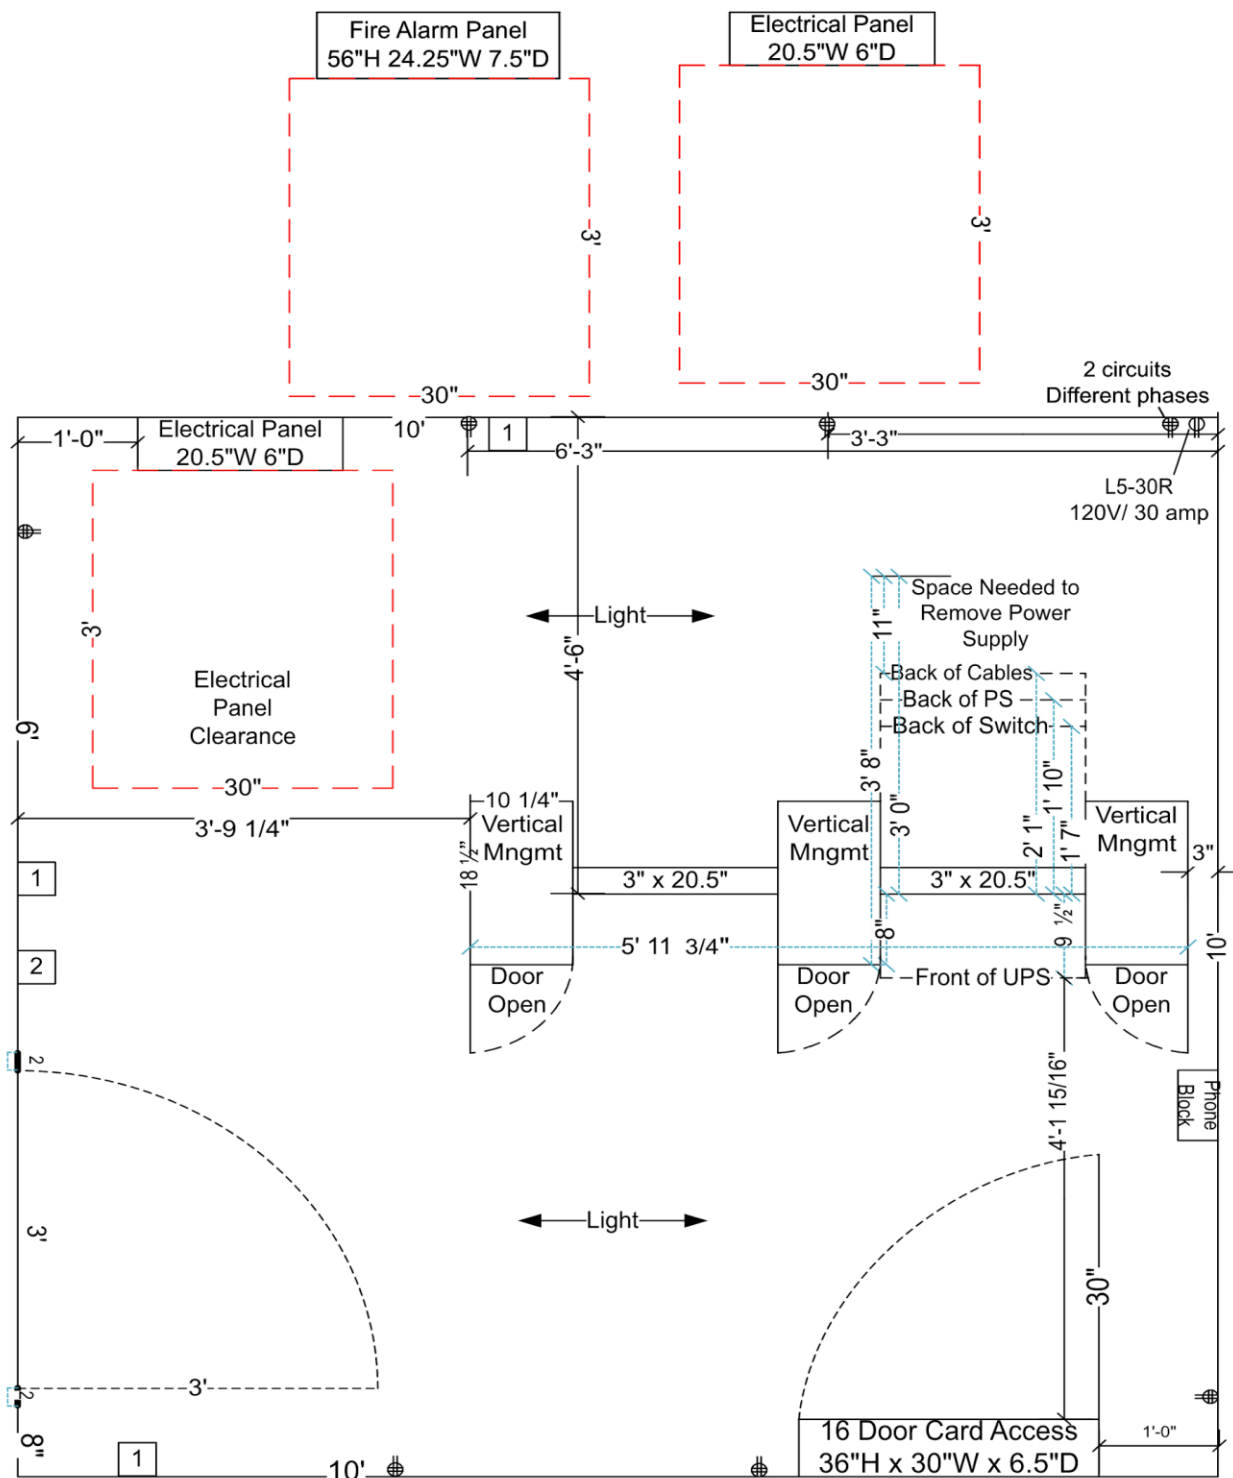 Fire Alarm Panel
56"H 24.25"W 7.5"D
Electrical Panel
20.5"W 6"D
3'
3'
30"
30"
2 circuits
Different phases
1'-0"
Electrical Panel
20.5"W 6"D
10'
1
6'-3"
3'-3"
L5-30R
120V/ 30 amp
Space Needed to
Remove Power
Supply
Light
11"
3'
4'-6"
Electrical
Panel
Clearance
Back of Cables
Back of PS
Back of Switch
6'
30"
3'-9 1/4"
10 1/4"
Vertical
Mngmt
18 ½"
Vertical
Mngmt
3' 8"
3' 0"
2' 1"
1' 10"
1' 7"
Vertical
Mngmt
3"
1
3" x 20.5"
3" x 20.5"
2
5' 11 3/4"
8"
9 ½"
10'
Door
Open
Door
Open
Front of UPS
Door
Open
2
4'-1 15/16"
Phone
Block
Light
3'
30"
3'
2
8"
1
10'
16 Door Card Access
36"H x 30"W x 6.5"D
1'-0"